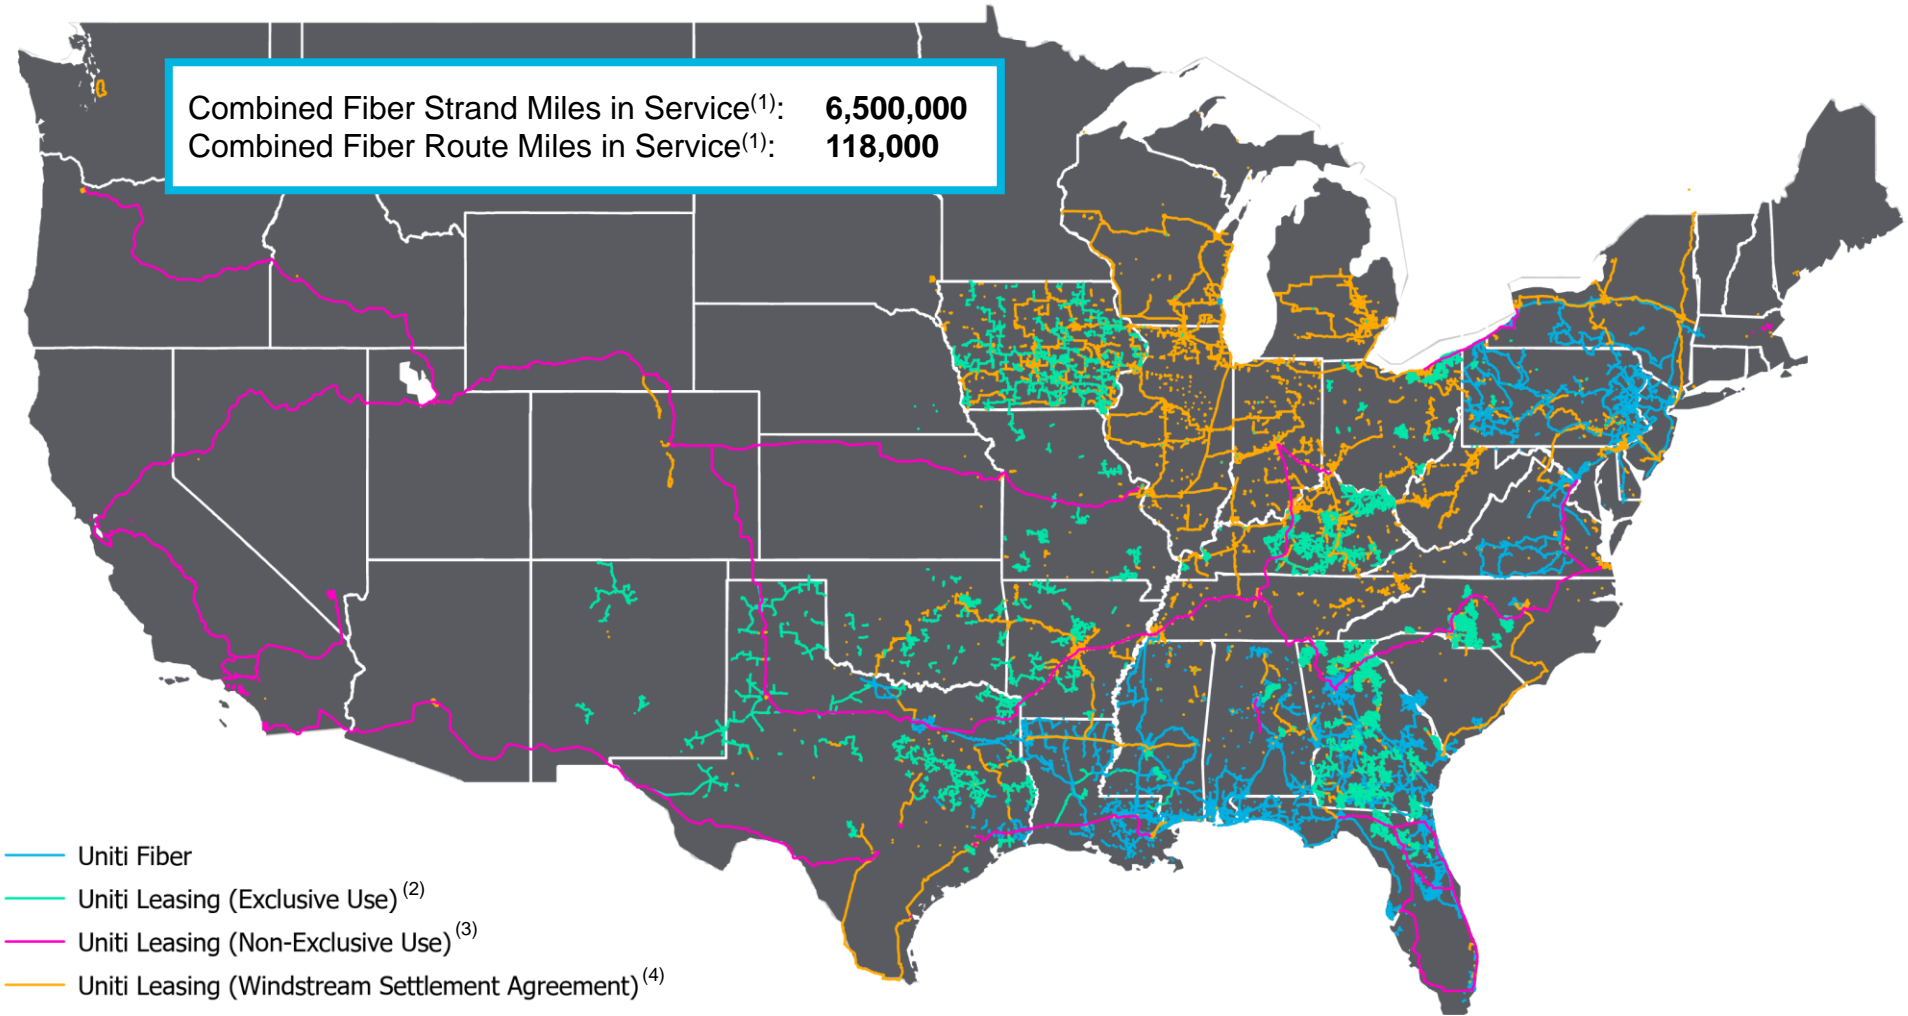 Combined Fiber Strand Miles in Service(1): 6,500,000
Combined Fiber Route Miles in Service(1): 118,000
Uniti Fiber
Uniti Leasing (Exclusive Use) (2)
Uniti Leasing (Non-Exclusive Use) (3)
Uniti Leasing (Windstream Settlement Agreement) (4)